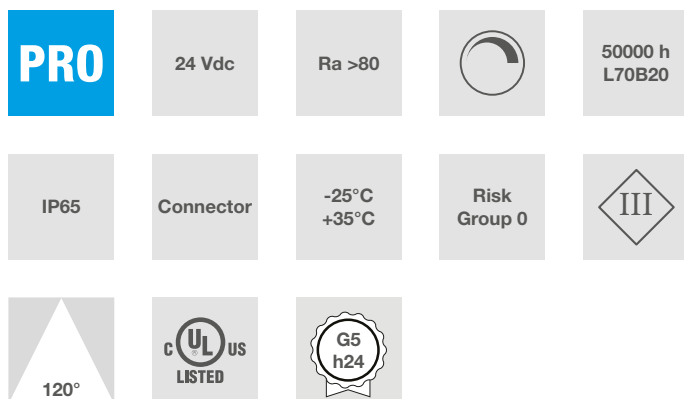 PRO
24 Vdc
Ra >80
50000 h
L70B20
IP65
Connector
-25°C
+35°C
Risk
Group 0
III
120°
C UL US
®
LISTED
G5
h24